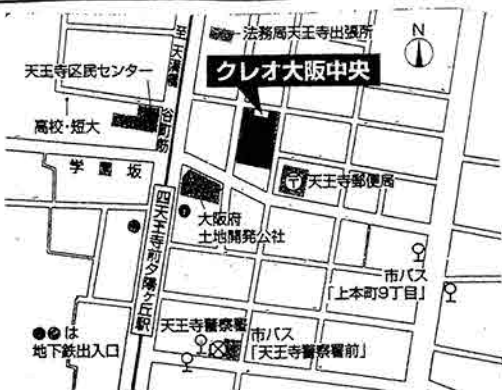 法務局天王寺出張所
N
至
天満橋
天王寺区民センター
クレオ大阪中央
谷町筋
高校・短大
学園坂
〒
天王寺郵便局
大阪府
土地開発公社
四天王寺前夕陽ヶ丘駅
市バス
「上本町9丁目」
は
地下鉄出入口
天王寺警察署
市バス
「天王寺警察署前」